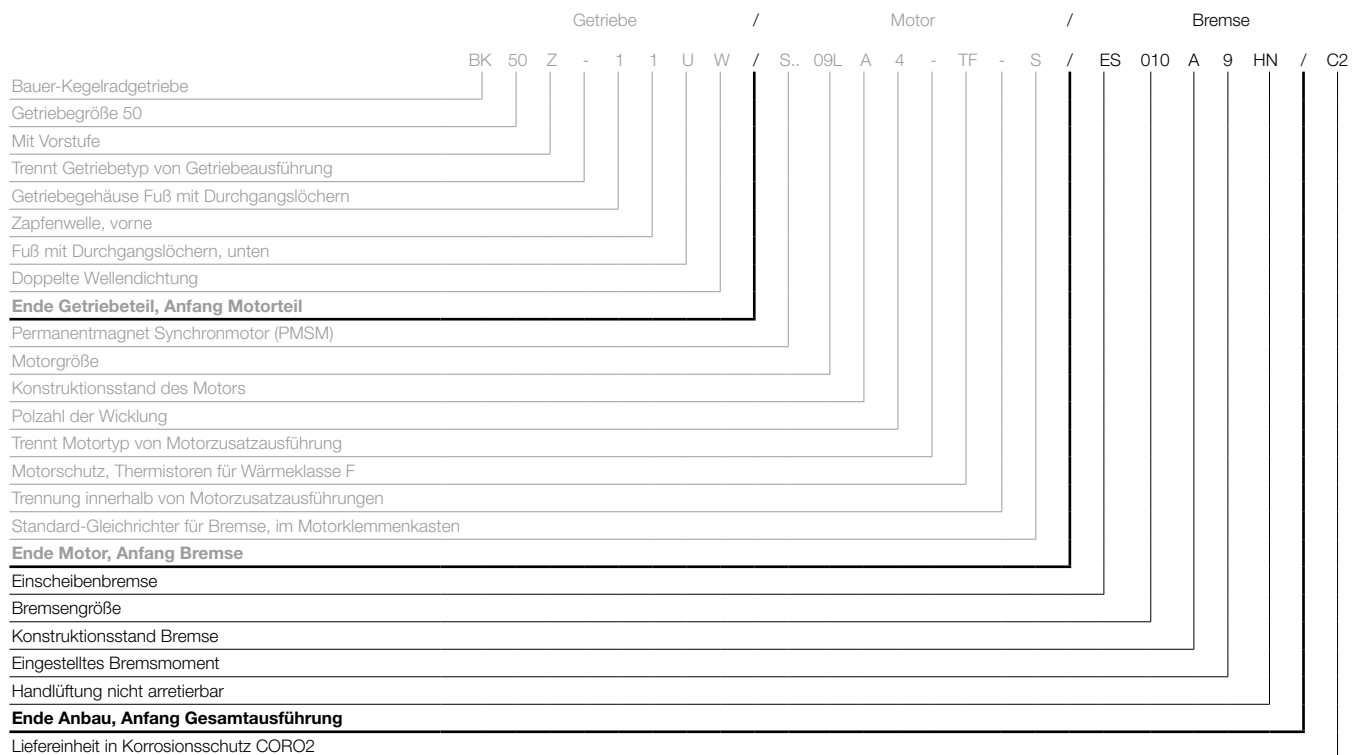 Getriebe / Motor / Bremse
BK 50 Z - 1 1 U W / S.. 09L A 4 - TF - S / ES 010 A 9 HN / C2
Bauer-Kegelradgetriebe
Getriebegröße 50
Mit Vorstufe
Trennt Getriebetyp von Getriebeausführung
Getriebegehäuse Fuß mit Durchgangslöchern
Zapfenwelle, vorne
Fuß mit Durchgangslöchern, unten
Doppelte Wellendichtung
Ende Getriebeteil, Anfang Motorteil
Permanentmagnet Synchronmotor (PMSM)
Motorgröße
Konstruktionsstand des Motors
Polzahl der Wicklung
Trennt Motortyp von Motorzusatzausführung
Motorschutz, Thermistoren für Wärmeklasse F
Trennung innerhalb von Motorzusatzausführungen
Standard-Gleichrichter für Bremse, im Motorklemmenkasten
Ende Motor, Anfang Bremse
Einscheibenbremse
Bremsengröße
Konstruktionsstand Bremse
Eingestelltes Bremsmoment
Handlüftung nicht arretierbar
Ende Anbau, Anfang Gesamtausführung
Liefereinheit in Korrosionsschutz CORO2